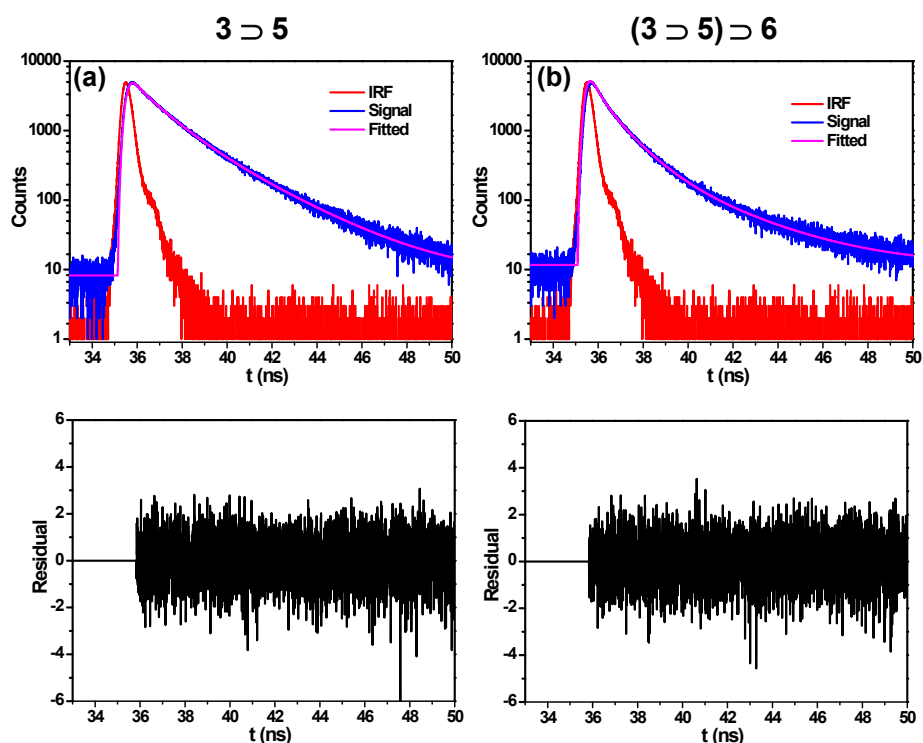 3 ⊃ 5
(3 ⊃ 5) ⊃ 6
(a)
IRF
Signal
Fitted
10000
1000
100
10
1
Counts
34 36 38 40 42 44 46 48 50
t (ns)
(b)
IRF
Signal
Fitted
10000
1000
100
10
1
Counts
34 36 38 40 42 44 46 48 50
t (ns)
6
4
2
0
-2
-4
-6
Residual
34 36 38 40 42 44 46 48 50
t (ns)
6
4
2
0
-2
-4
-6
Residual
34 36 38 40 42 44 46 48 50
t (ns)